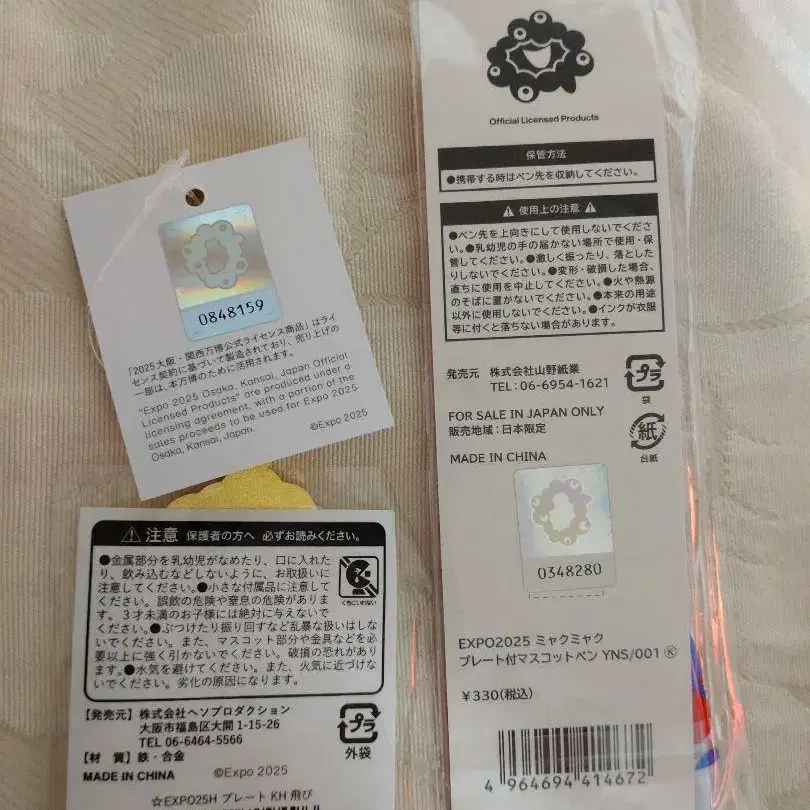 0848159
「2025大阪・関西万博公式ライセンス商品」はライ
センス契約に基づいて製造されており、売り上げの
一部は、本万博のために活用されます。
"Expo 2025 Osaka, Kansai, Japan Official
Licensed Products" are produced under a
licensing agreement, with a portion of the
sales proceeds to be used for Expo 2025
Osaka, Kansai, Japan.
©Expo 2025
注意 保護者の方へ 必ずお読みください。
●金属部分を乳幼児がなめたり、口に入れた
り、飲み込むなどしないように、お取扱いに
注意してください。●小さな付属品に注意して
ください。誤飲の危険や窒息の危険がありま
す。3才未満のお子様には絶対に与えないで
ください。●ぶつけたり振り回すなど乱暴な扱いはしな
いでください。また、マスコット部分や金具などを必
要以上に強く引かないでください。破損の恐れがあり
ます。●水気を避けてください。また、火気に近づけな
いでください。劣化の原因になります。
くちにいれない
【発売元】株式会社ヘソプロダクション
大阪市福島区大開1-15-26
TEL 06-6464-5566
【材 質】鉄・合金
MADE IN CHINA
©Expo 2025
プラ
外袋
☆EXPO25H プレート KH 飛び
Official Licensed Products
保管方法
●携帯する時はペン先を収納してください。
使用上の注意
●ペン先を上向きにして使用しないでくださ
い。●乳幼児の手の届かない場所で使用・保
管してください。●激しく振ったり、落とした
りしないでください。●変形・破損した場合、
直ちに使用を中止してください。●火や熱源
のそばに置かないでください。●本来の用途
以外に使用しないでください。●インクが衣服
等に付くと落ちない場合があります。
発売元 株式会社山野紙業
TEL:06-6954-1621
プラ
袋
FOR SALE IN JAPAN ONLY
販売地域:日本限定
紙
台紙
MADE IN CHINA
0348280
EXPO2025 ミャクミャク
プレート付マスコットペン YNS/001 Ⓚ
¥330(税込)
4 964694 414672